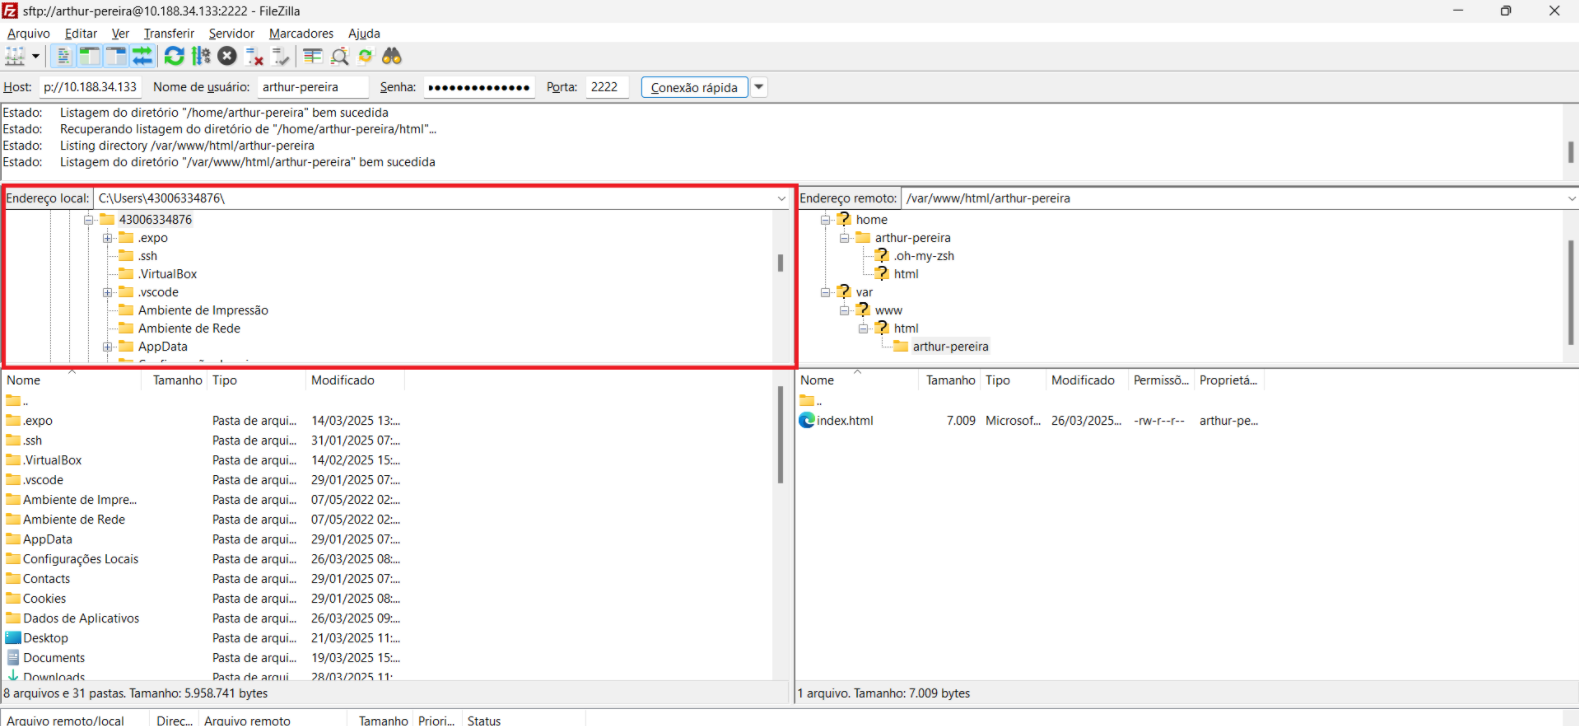 sftp://arthur-pereira@10.188.34.133:2222 - FileZilla
Arquivo Editar Ver Transferir Servidor Marcadores Ajuda
Host: p://10.188.34.133 Nome de usuário: arthur-pereira Senha: ●●●●●●●●●●●●●● Porta: 2222 Conexão rápida
Estado: Listagem do diretório "/home/arthur-pereira" bem sucedida
Estado: Recuperando listagem do diretório de "/home/arthur-pereira/html"...
Estado: Listing directory /var/www/html/arthur-pereira
Estado: Listagem do diretório "/var/www/html/arthur-pereira" bem sucedida
Endereço local: C:\Users\43006334876\
43006334876
.expo
.ssh
.VirtualBox
.vscode
Ambiente de Impressão
Ambiente de Rede
AppData
Endereço remoto: /var/www/html/arthur-pereira
? home
arthur-pereira
? .oh-my-zsh
? html
? var
? www
? html
arthur-pereira
Nome Tamanho Tipo Modificado
..
.expo Pasta de arqui... 14/03/2025 13:...
.ssh Pasta de arqui... 31/01/2025 07:...
.VirtualBox Pasta de arqui... 14/02/2025 15:...
.vscode Pasta de arqui... 29/01/2025 07:...
Ambiente de Impre... Pasta de arqui... 07/05/2022 02:...
Ambiente de Rede Pasta de arqui... 07/05/2022 02:...
AppData Pasta de arqui... 29/01/2025 07:...
Configurações Locais Pasta de arqui... 26/03/2025 08:...
Contacts Pasta de arqui... 29/01/2025 07:...
Cookies Pasta de arqui... 29/01/2025 08:...
Dados de Aplicativos Pasta de arqui... 26/03/2025 09:...
Desktop Pasta de arqui... 21/03/2025 11:...
Documents Pasta de arqui... 19/03/2025 15:...
Downloads Pasta de arqui... 28/03/2025 11:...
8 arquivos e 31 pastas. Tamanho: 5.958.741 bytes
Nome Tamanho Tipo Modificado Permissõ... Proprietá...
..
index.html 7.009 Microsof... 26/03/2025... -rw-r--r-- arthur-pe...
1 arquivo. Tamanho: 7.009 bytes
Arquivo remoto/local Direc... Arquivo remoto Tamanho Priori... Status